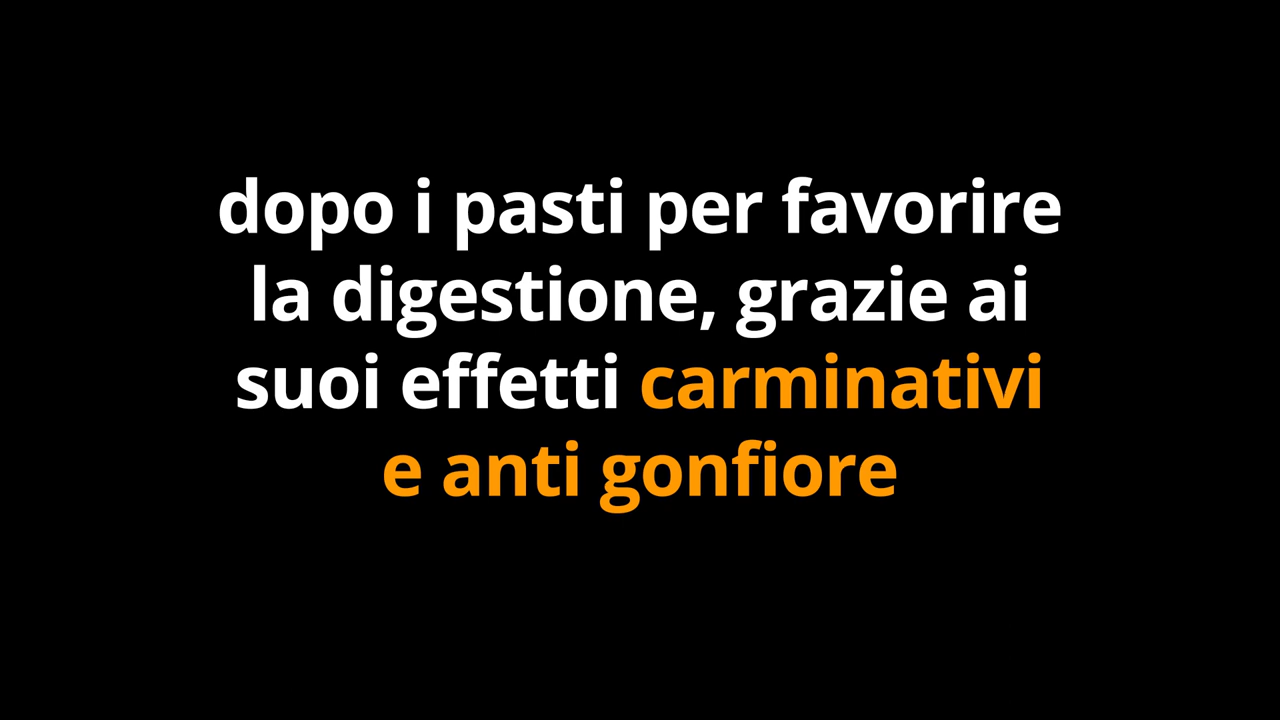 dopo i pasti per favorire
la digestione, grazie ai
suoi effetti carminativi
e anti gonfiore